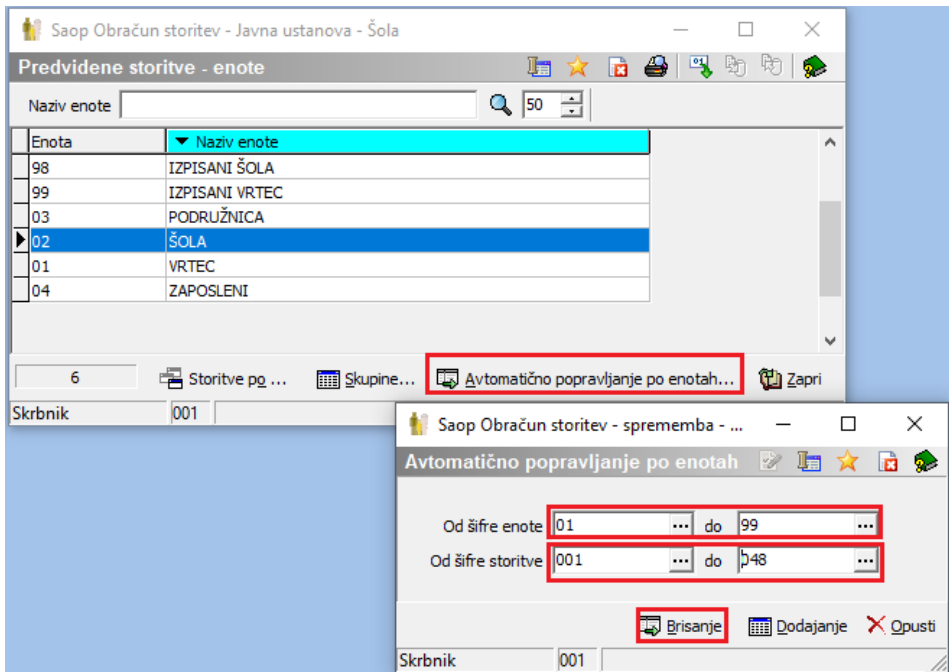 Saop Obračun storitev - Javna ustanova - Šola
Predvidene storitve - enote
Naziv enote 50
Enota Naziv enote
98 IZPISANI ŠOLA
99 IZPISANI VRTEC
03 PODRUŽNICA
02 ŠOLA
01 VRTEC
04 ZAPOSLENI
6 Storitve po ... Skupine... Avtomatično popravljanje po enotah... Zapri
Skrbnik 001
Saop Obračun storitev - sprememba - ...
Avtomatično popravljanje po enotah
Od šifre enote 01 ... do 99 ...
Od šifre storitve 001 ... do 48 ...
Brisanje Dodajanje Opusti
Skrbnik 001